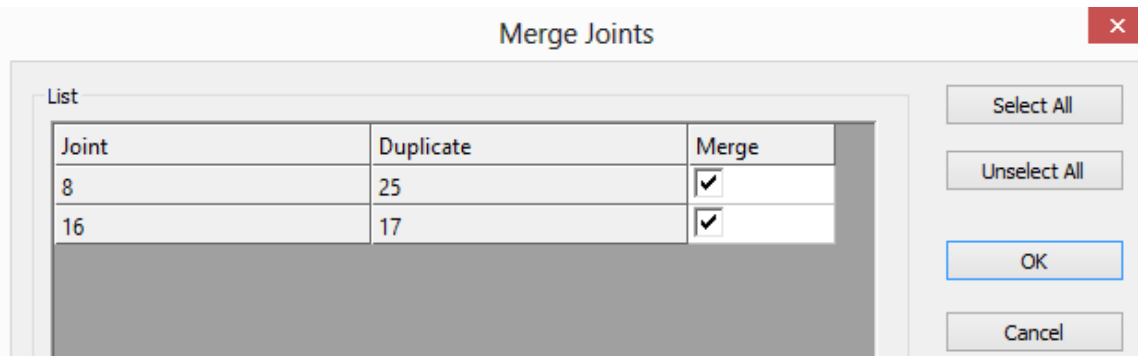 Merge Joints
List
Joint Duplicate Merge
8 25
16 17
Select All
Unselect All
OK
Cancel